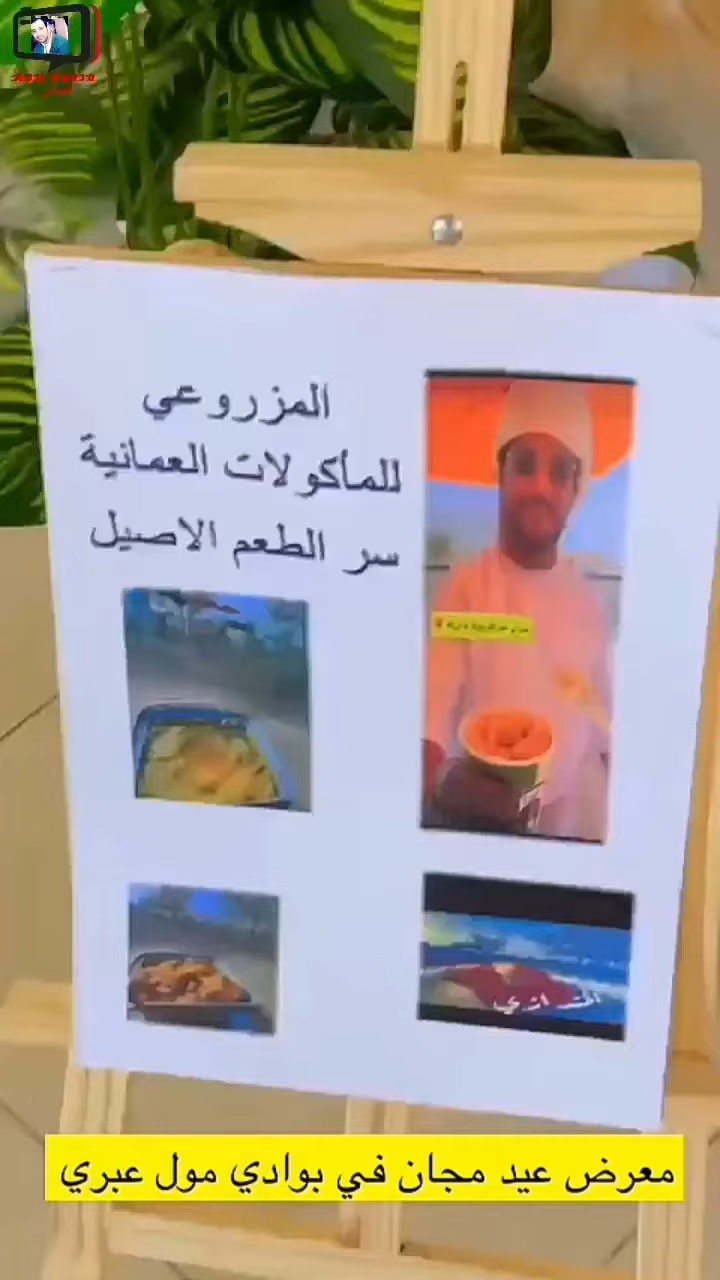 المزروعي
للمأكولات العمانية
سر الطعم الاصيل
معرض عيد مجان في بوادي مول عبري